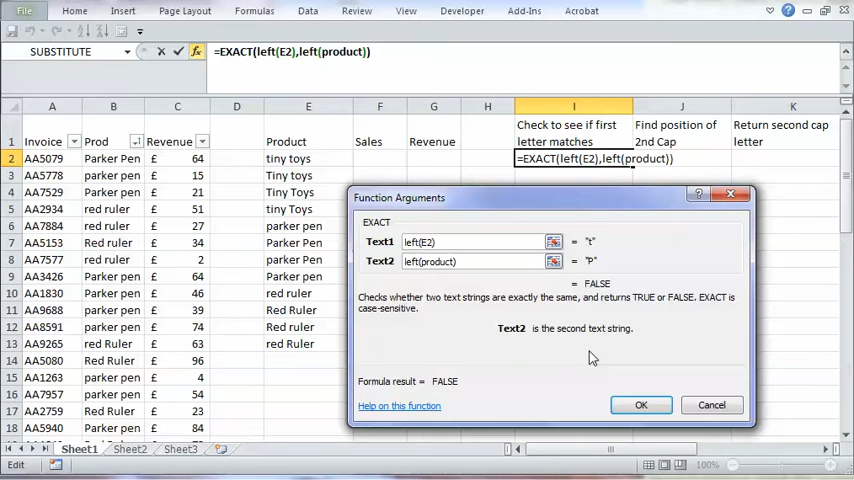 File Home Insert Page Layout Formulas Data Review View Developer Add-Ins Acrobat
SUBSTITUTE fx =EXACT(left(E2),left(product))
A B C D E F G H I J K
1 Invoice Prod Revenue Product Sales Revenue Check to see if first letter matches Find position of 2nd Cap Return second cap letter
2 AA5079 Parker Pen £ 64 tiny toys =EXACT(left(E2),left(product))
3 AA5778 parker Pen £ 15 Tiny toys
4 AA7529 Parker Pen £ 21 Tiny Toys
5 AA2934 red ruler £ 51 tiny Toys
6 AA7884 red ruler £ 27 parker pen
7 AA5153 Red ruler £ 34 Parker pen
8 AA7577 red ruler £ 2 Parker Pen
9 AA3426 Parker pen £ 64 parker Pen
10 AA1830 Parker pen £ 46 red ruler
11 AA9688 parker pen £ 39 Red Ruler
12 AA8591 parker Pen £ 74 Red ruler
13 AA9265 red Ruler £ 63 red Ruler
14 AA5080 Red Ruler £ 96
15 AA1263 parker pen £ 4
16 AA7957 parker pen £ 54
17 AA2759 Red Ruler £ 23
18 AA5940 Parker pen £ 84
Function Arguments
EXACT
Text1 left(E2) = "t"
Text2 left(product) = "P"
= FALSE
Checks whether two text strings are exactly the same, and returns TRUE or FALSE. EXACT is
case-sensitive.
Text2 is the second text string.
Formula result = FALSE
Help on this function
OK Cancel
Sheet1 Sheet2 Sheet3
Edit 100%